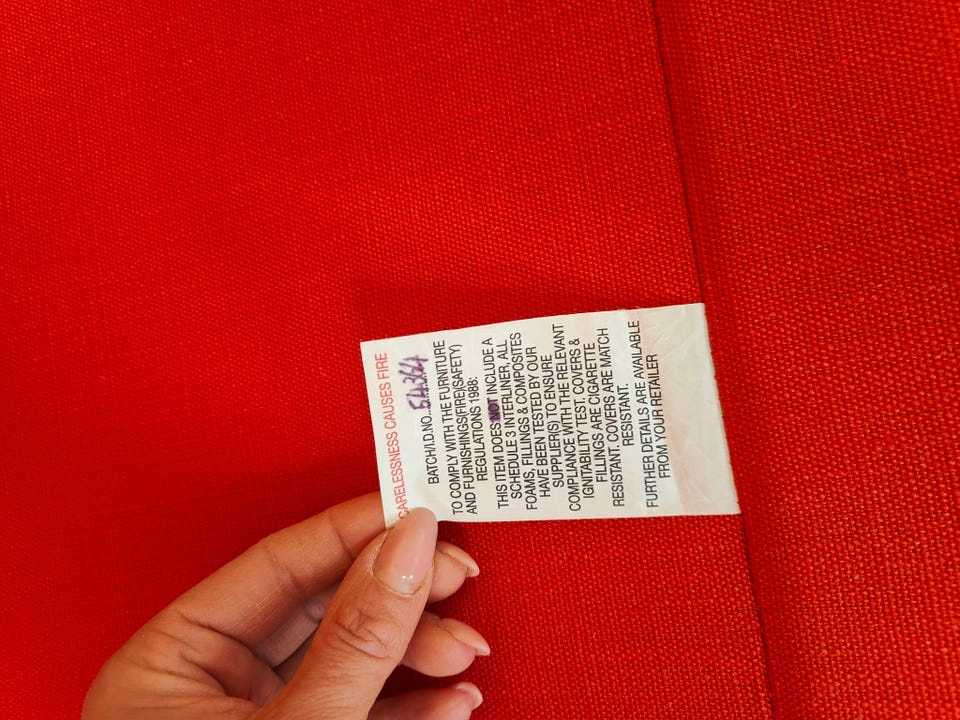 CARELESSNESS CAUSES FIRE
BATCH/I.D.NO...54364
TO COMPLY WITH THE FURNITURE
AND FURNISHINGS(FIRE)(SAFETY)
REGULATIONS 1988:
THIS ITEM DOES NOT INCLUDE A
SCHEDULE 3 INTERLINER, ALL
FOAMS, FILLINGS & COMPOSITES
HAVE BEEN TESTED BY OUR
SUPPLIER(S) TO ENSURE
COMPLIANCE WITH THE RELEVANT
IGNITABILITY TEST. COVERS &
FILLING ARE CIGARETTE
RESISTANT. COVERS ARE MATCH
RESISTANT.
FURTHER DETAILS ARE AVAILABLE
FROM YOUR RETAILER